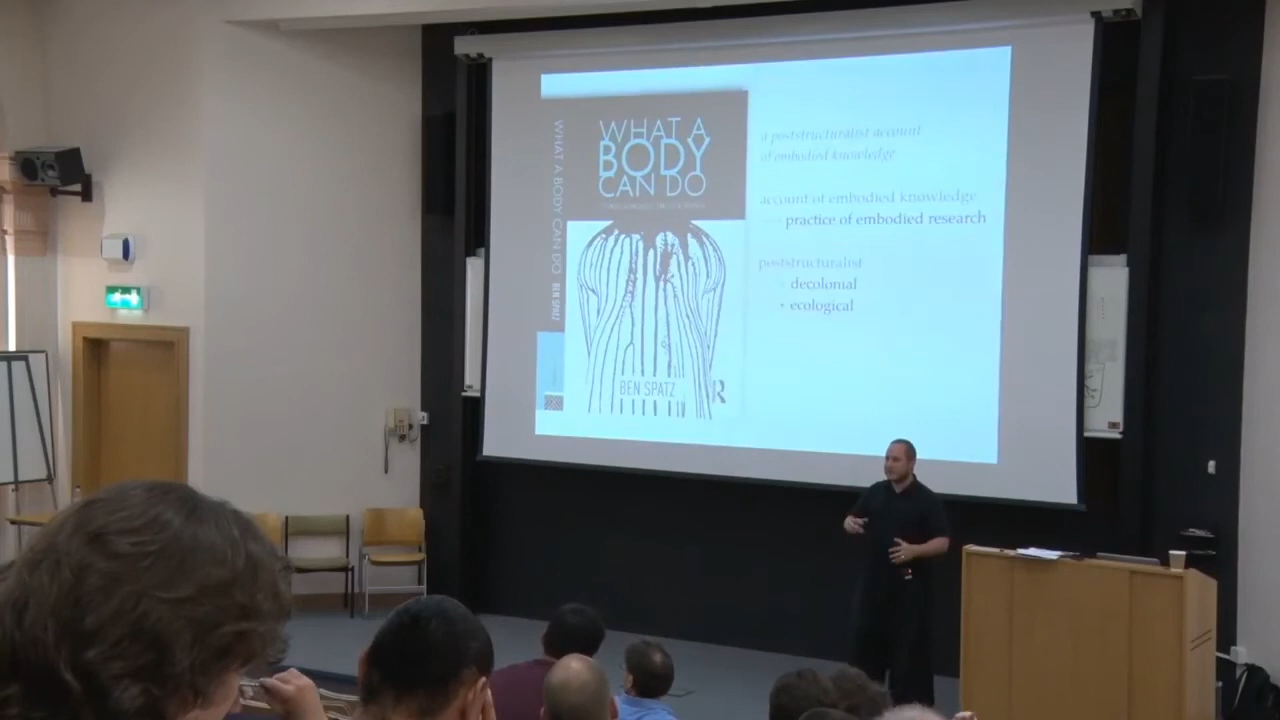 WHAT A
BODY
CAN DO
WHAT A BODY CAN DO BEN SPATZ
BEN SPATZ
R
a poststructuralist account
of embodied knowledge
account of embodied knowledge
practice of embodied research
poststructuralist
decolonial
• ecological